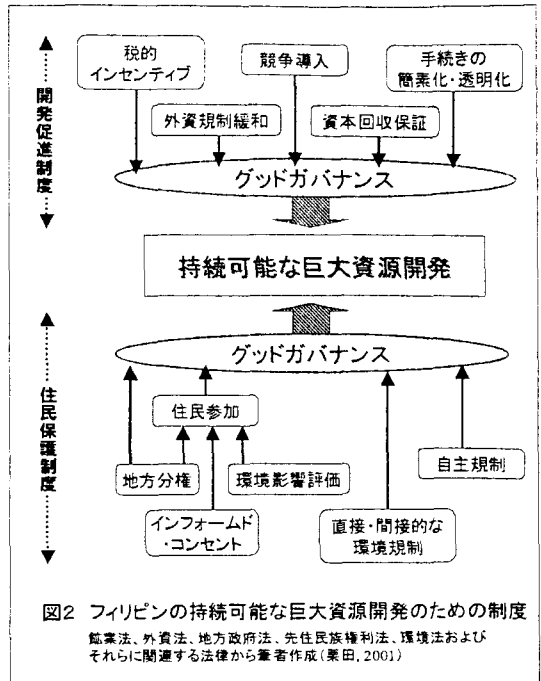 税的
インセンティブ
競争導入
手続きの
簡素化・透明化
外資規制緩和
資本回収保証
開発促進制度
グッドガバナンス
持続可能な巨大資源開発
グッドガバナンス
住民保護制度
住民参加
地方分権
環境影響評価
インフォームド
・コンセント
直接・間接的な
環境規制
自主規制
図2 フィリピンの持続可能な巨大資源開発のための制度
鉱業法、外資法、地方政府法、先住民族権利法、環境法および
それらに関連する法律から筆者作成(栗田, 2001)